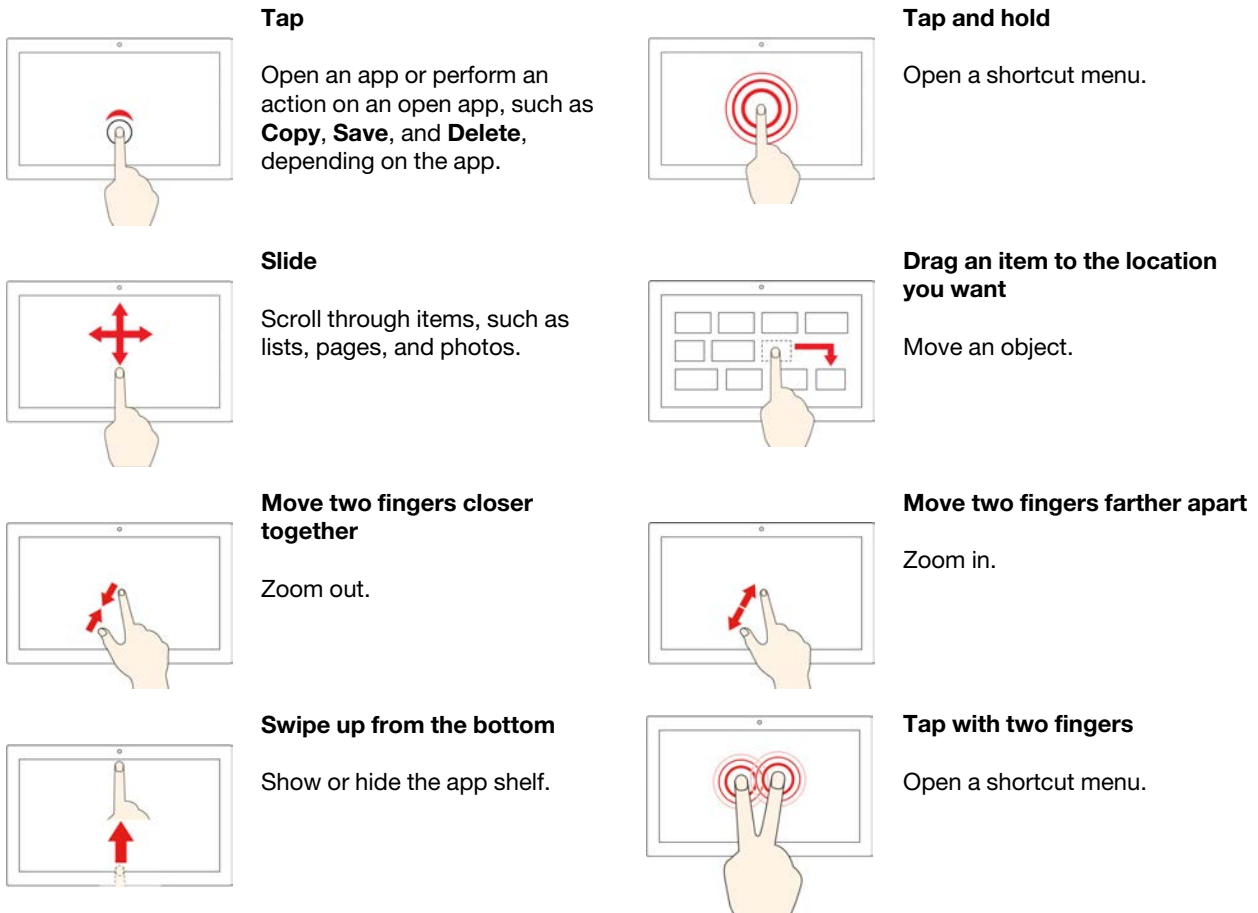 Tap
Open an app or perform an
action on an open app, such as
Copy, Save, and Delete,
depending on the app.
Tap and hold
Open a shortcut menu.
Slide
Scroll through items, such as
lists, pages, and photos.
Drag an item to the location
you want
Move an object.
Move two fingers closer
together
Zoom out.
Move two fingers farther apart
Zoom in.
Swipe up from the bottom
Show or hide the app shelf.
Tap with two fingers
Open a shortcut menu.